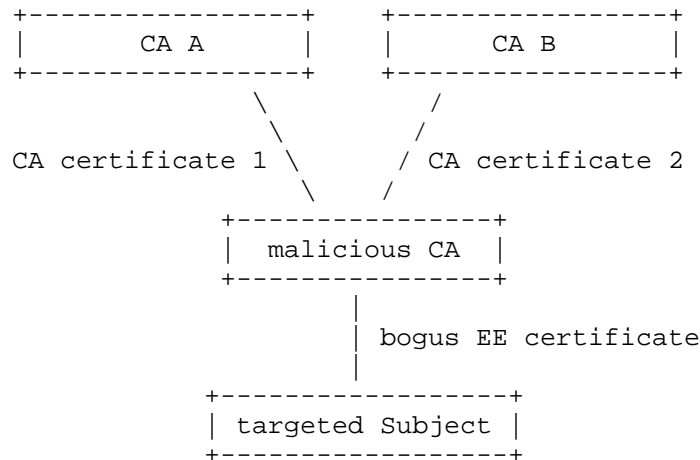 CA A CA B
CA certificate 1 CA certificate 2
malicious CA
bogus EE certificate
targeted Subject